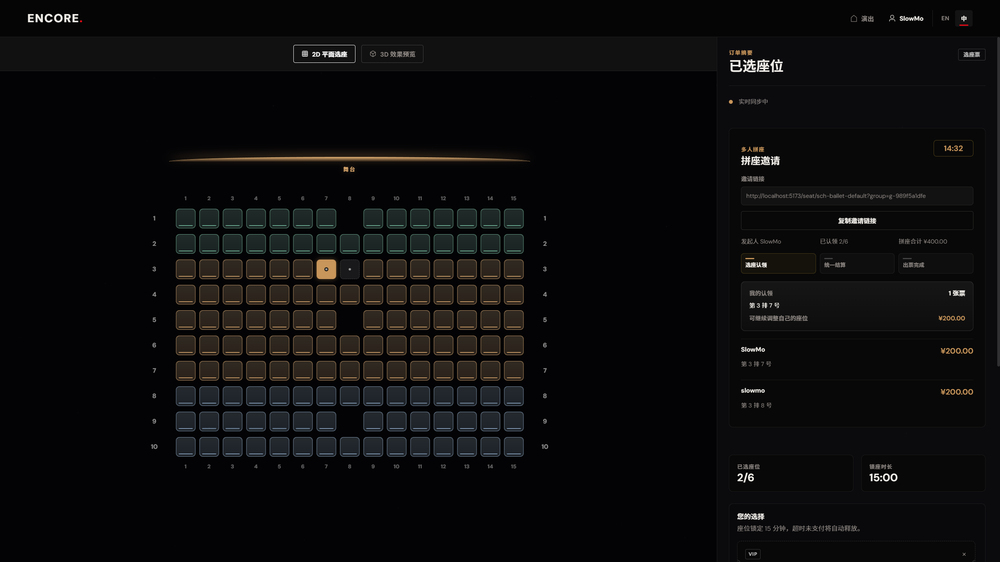 ENCORE.
演出
SlowMo
EN
中
2D 平面选座
3D 效果预览
舞台
1 2 3 4 5 6 7 8 9 10 11 12 13 14 15
1 1
2 2
3 3
4 4
5 5
6 6
7 7
8 8
9 9
10 10
1 2 3 4 5 6 7 8 9 10 11 12 13 14 15
订单摘要
选座票
已选座位
实时同步中
多人拼座
14:32
拼座邀请
邀请链接
http://localhost:5173/seat/sch-ballet-default?group=g-989f5a1dfe
复制邀请链接
发起人 SlowMo
已认领 2/6
拼座合计 ¥400.00
选座认领
统一结算
出票完成
我的认领
1 张票
第 3 排 7 号
可继续调整自己的座位
¥200.00
SlowMo
¥200.00
第 3 排 7 号
slowmo
¥200.00
第 3 排 8 号
已选座位
2/6
锁座时长
15:00
您的选择
座位锁定 15 分钟，超时未支付将自动释放。
VIP
×